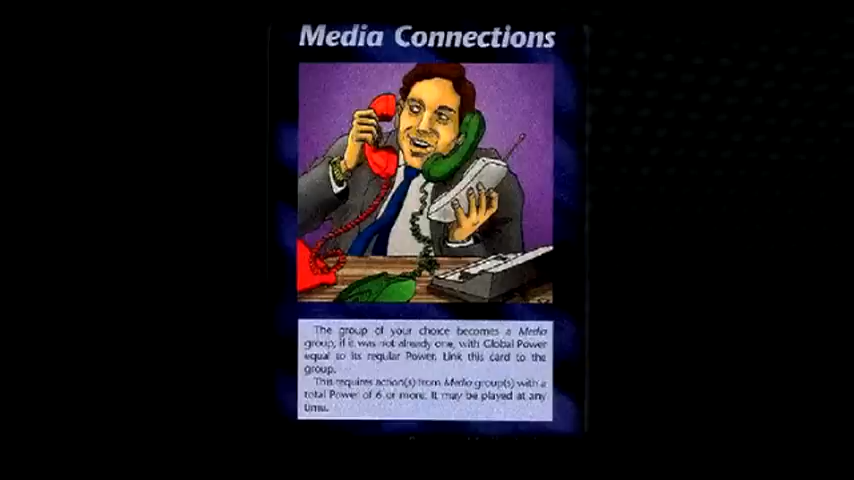 Media Connections
The group of your choice becomes a Media
group, if it was not already one, with Global Power
equal to its regular Power. Link this card to the
group.
This requires action(s) from Media group(s) with a
total Power of 6 or more. It may be played at any
time.